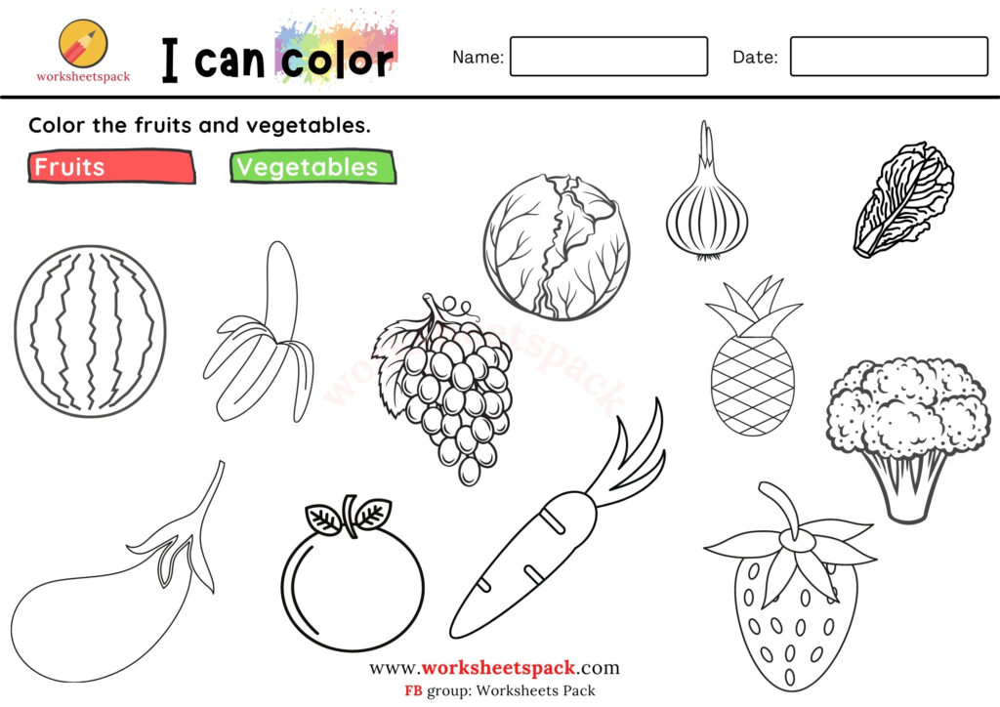 worksheetspack
I can color
Name:
Date:
Color the fruits and vegetables.
Fruits
Vegetables
worksheetspack
www.worksheetspack.com
FB group: Worksheets Pack